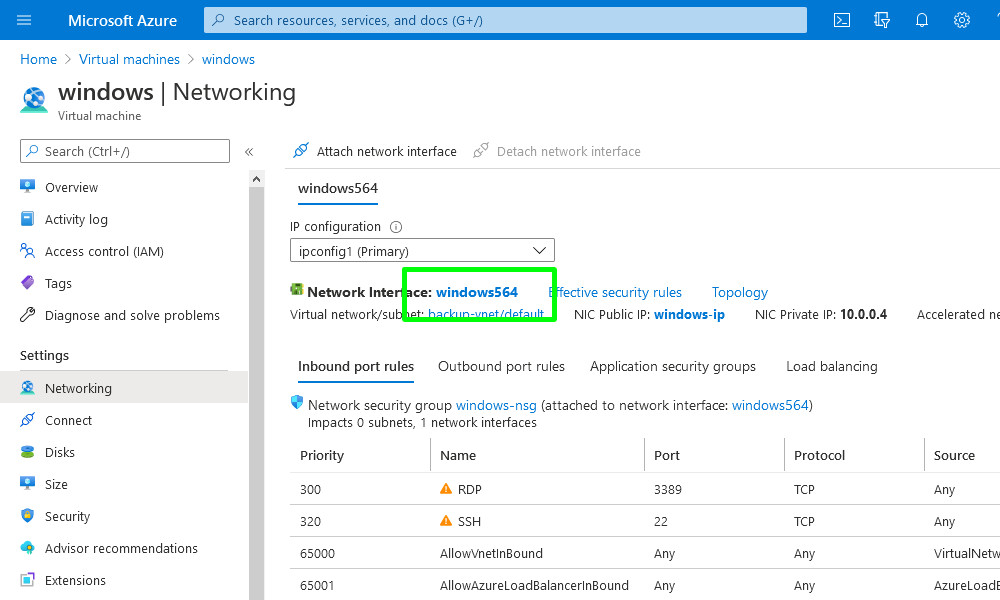 Microsoft Azure
Search resources, services, and docs (G+/)
Home > Virtual machines > windows
windows | Networking
Virtual machine
Search (Ctrl+/)
«
Overview
Activity log
Access control (IAM)
Tags
Diagnose and solve problems
Settings
Networking
Connect
Disks
Size
Security
Advisor recommendations
Extensions
Attach network interface Detach network interface
windows564
IP configuration
ipconfig1 (Primary)
Network Interface: windows564 Effective security rules Topology
Virtual network/subnet: backup-vnet/default NIC Public IP: windows-ip NIC Private IP: 10.0.0.4 Accelerated ne
Inbound port rules Outbound port rules Application security groups Load balancing
Network security group windows-nsg (attached to network interface: windows564)
Impacts 0 subnets, 1 network interfaces
Priority Name Port Protocol Source
300 RDP 3389 TCP Any
320 SSH 22 TCP Any
65000 AllowVnetInBound Any Any VirtualNetw
65001 AllowAzureLoadBalancerInBound Any Any AzureLoadB